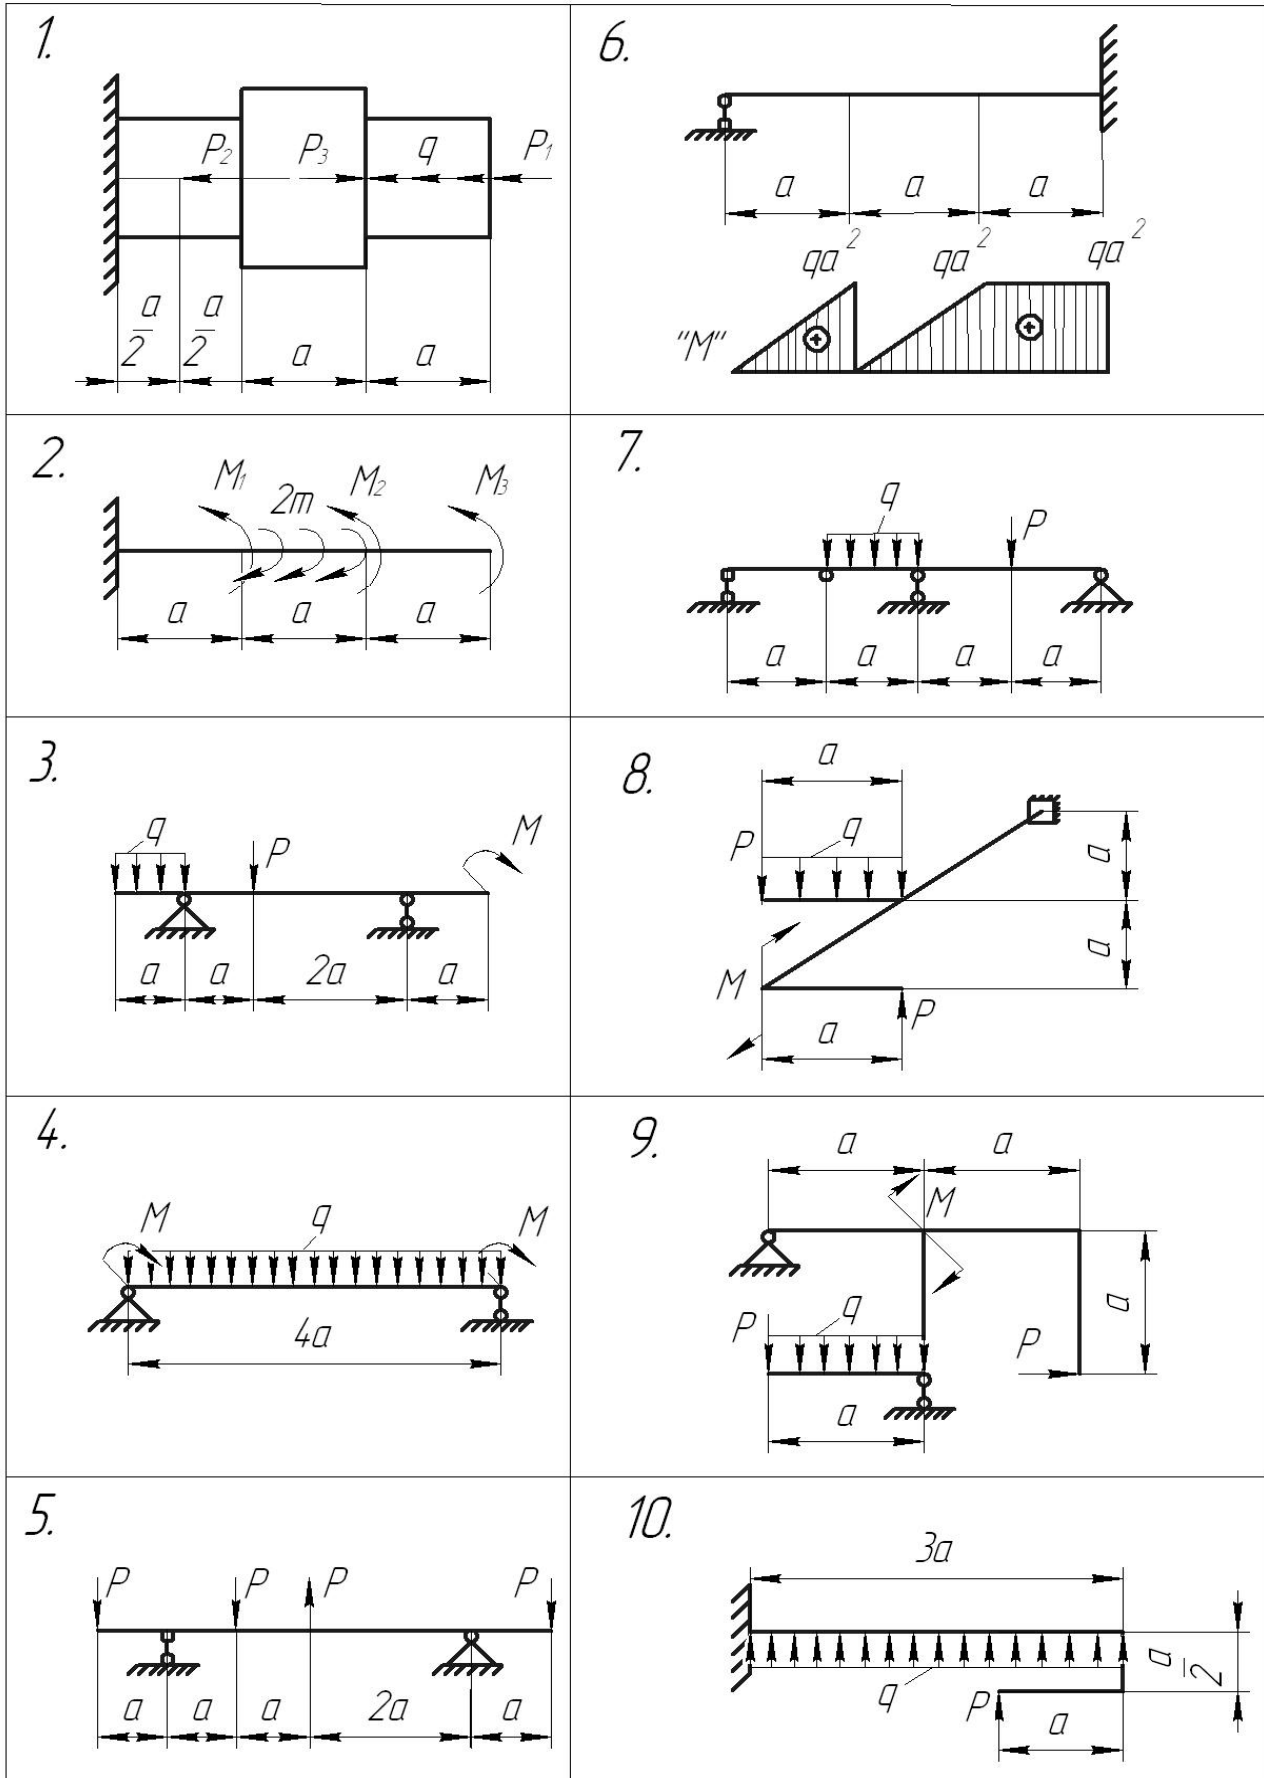 1.
P₂ P₃ q P₁
a/2 a/2 a a
2.
M₁ 2m M₂ M₃
a a a
3.
q P M
a a 2a a
4.
M q M
4a
5.
P P P P
a a a 2a a
6.
a a a
qa² qa² qa²
"M"
7.
q P
a a a a
8.
a
P q
a
M P a
a
9.
a a
M
P q P a
a
10.
3a
q a/2
P
a